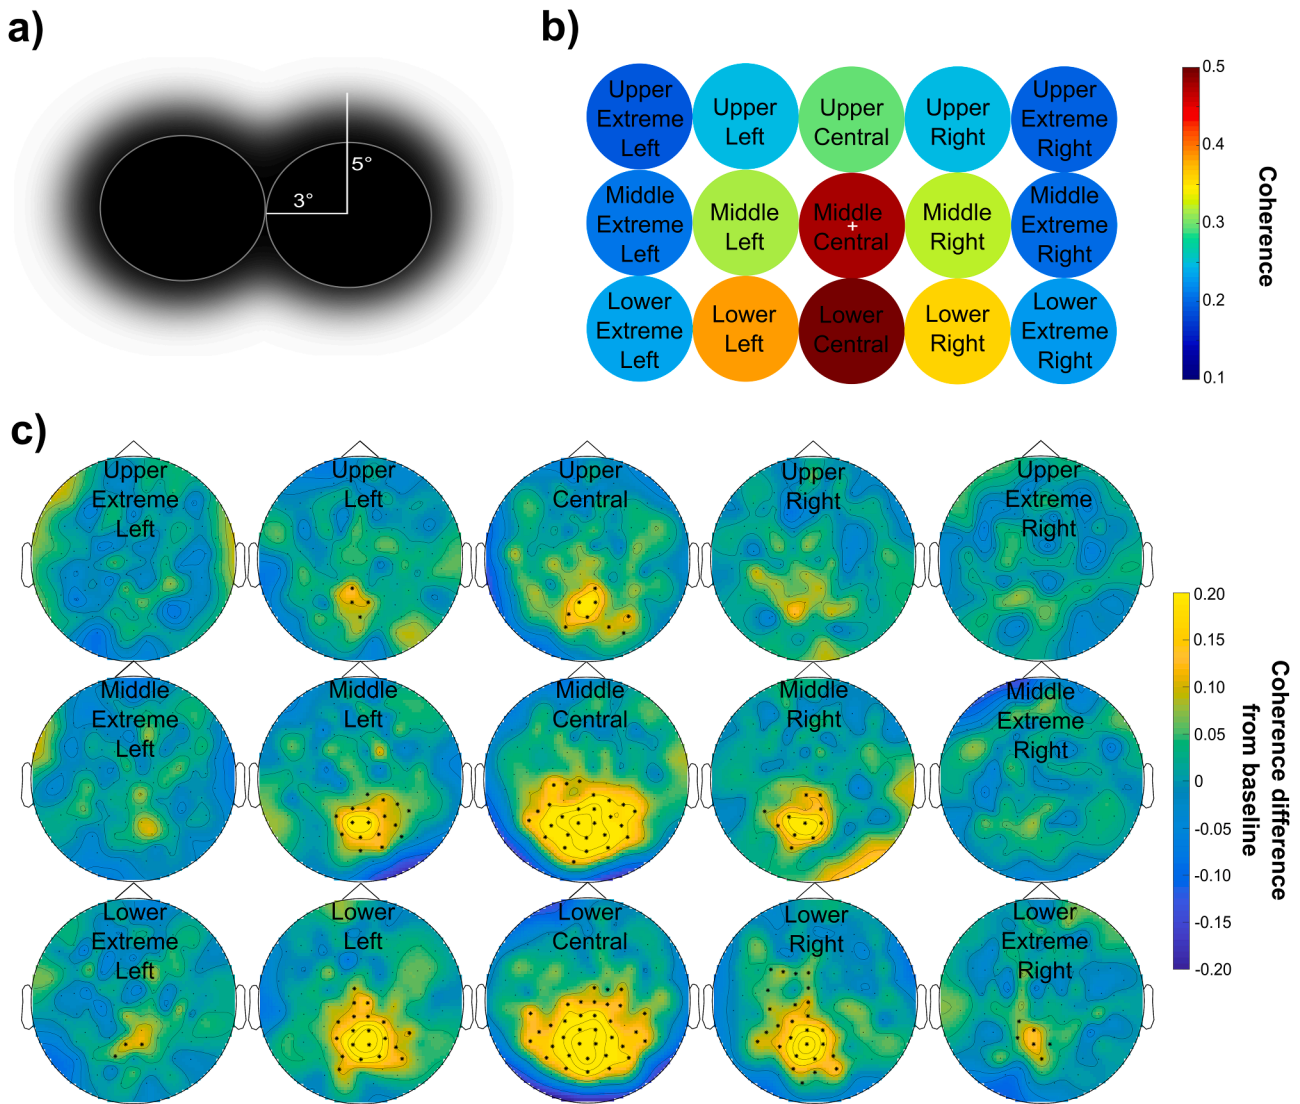 a)
5°
3°
b)
Upper
Extreme
Left
Upper
Left
Upper
Central
Upper
Right
Upper
Extreme
Right
Middle
Extreme
Left
Middle
Left
Middle
Central
Middle
Right
Middle
Extreme
Right
Lower
Extreme
Left
Lower
Left
Lower
Central
Lower
Right
Lower
Extreme
Right
0.5
0.4
0.3
0.2
0.1
Coherence
c)
Upper
Extreme
Left
Upper
Left
Upper
Central
Upper
Right
Upper
Extreme
Right
Middle
Extreme
Left
Middle
Left
Middle
Central
Middle
Right
Middle
Extreme
Right
Lower
Extreme
Left
Lower
Left
Lower
Central
Lower
Right
Lower
Extreme
Right
0.20
0.15
0.10
0.05
0
-0.05
-0.10
-0.15
-0.20
Coherence difference
from baseline